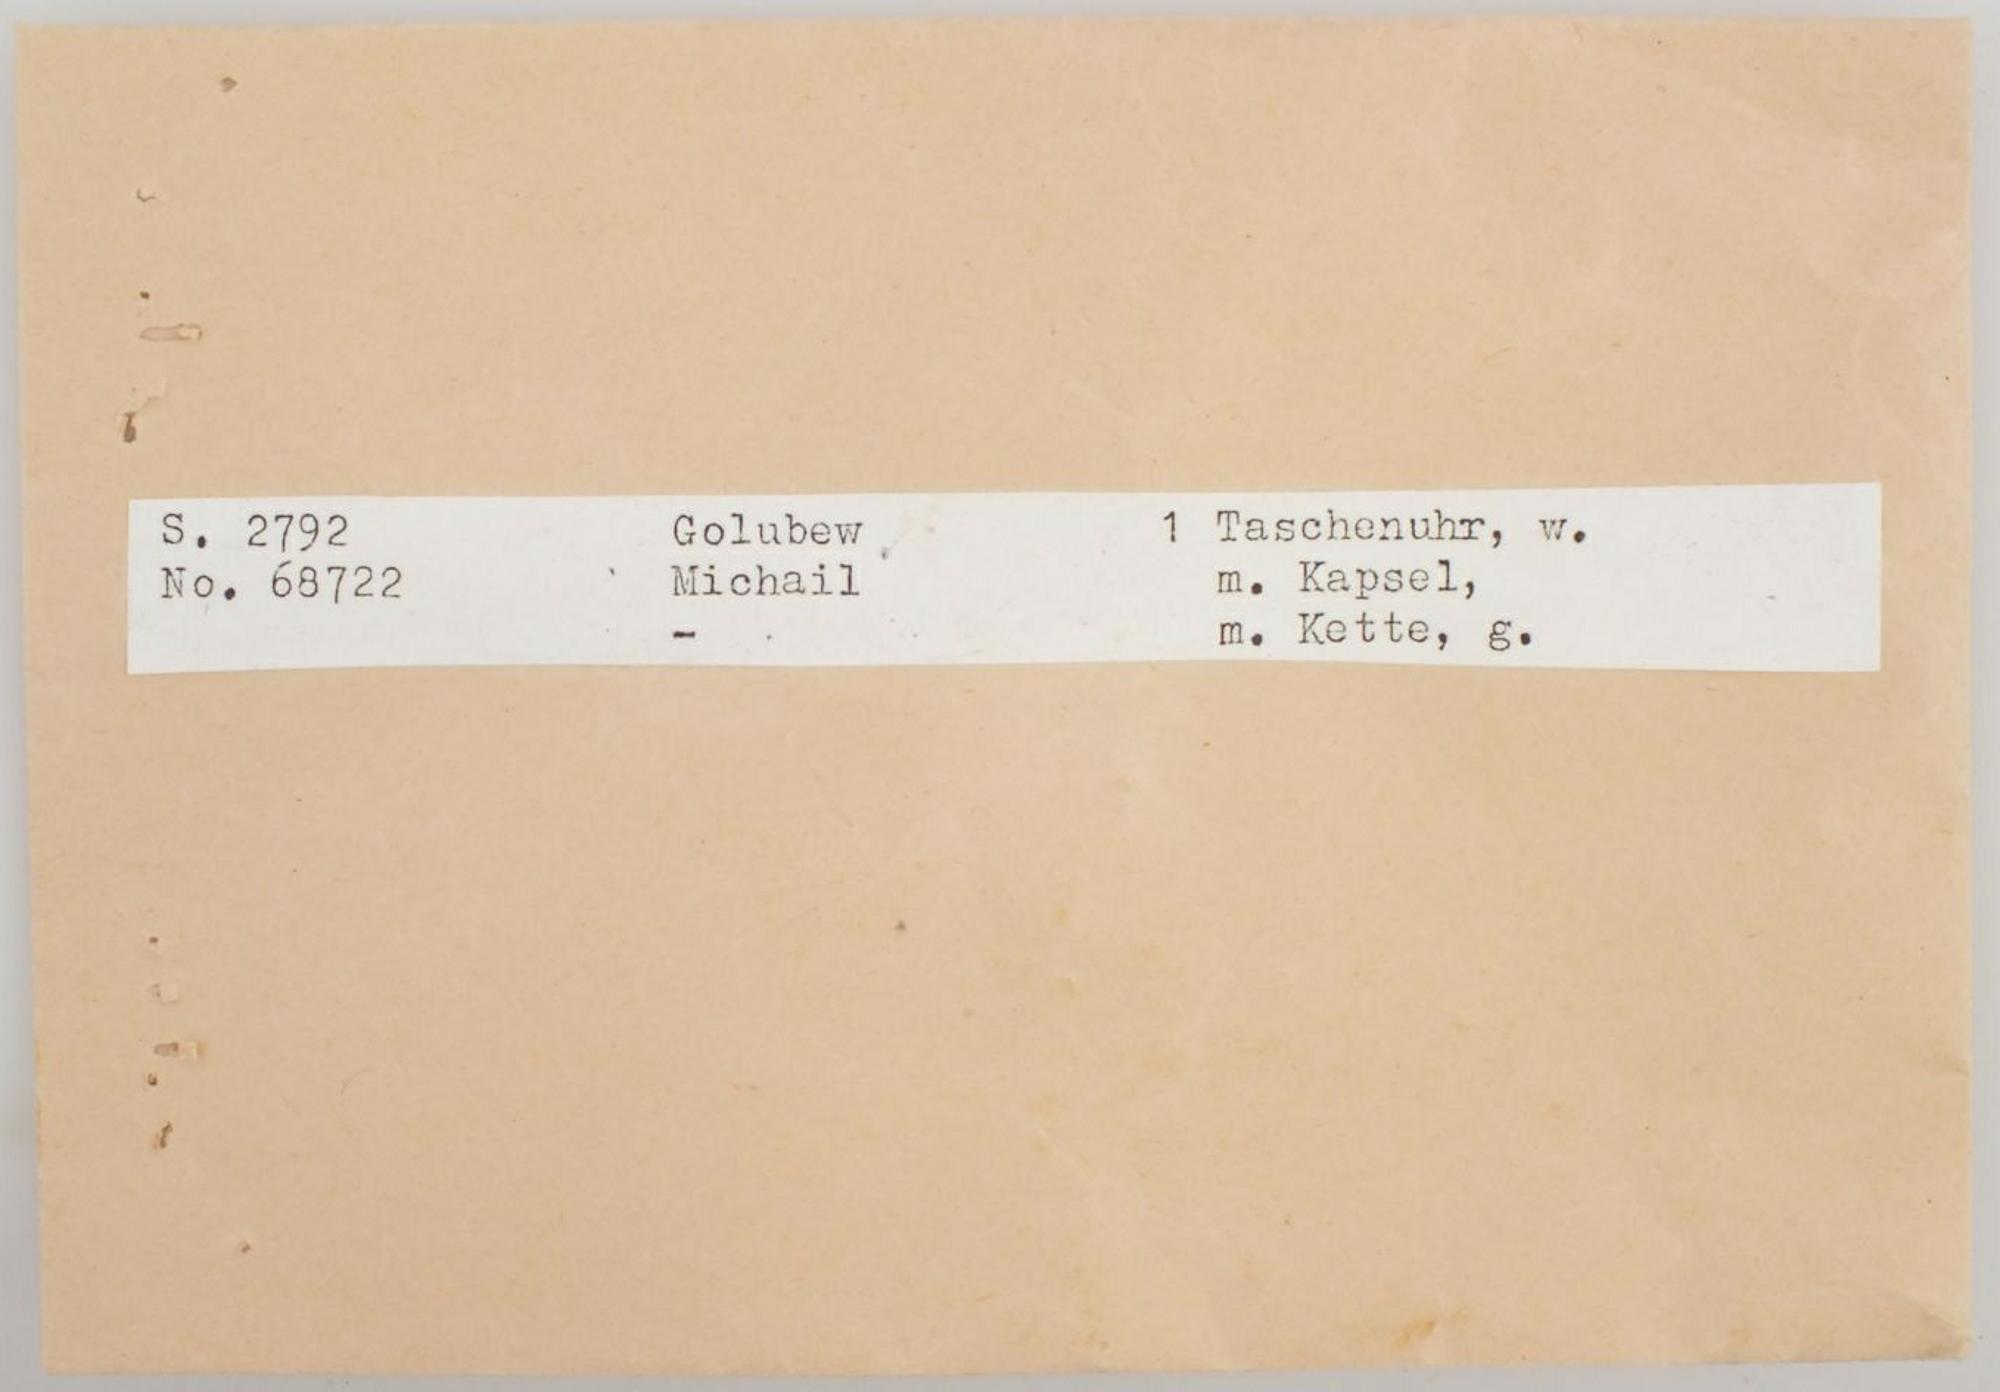 S. 2792 Golubew 1 Taschenuhr, w.
No. 68722 Michail m. Kapsel,
- m. Kette, g.